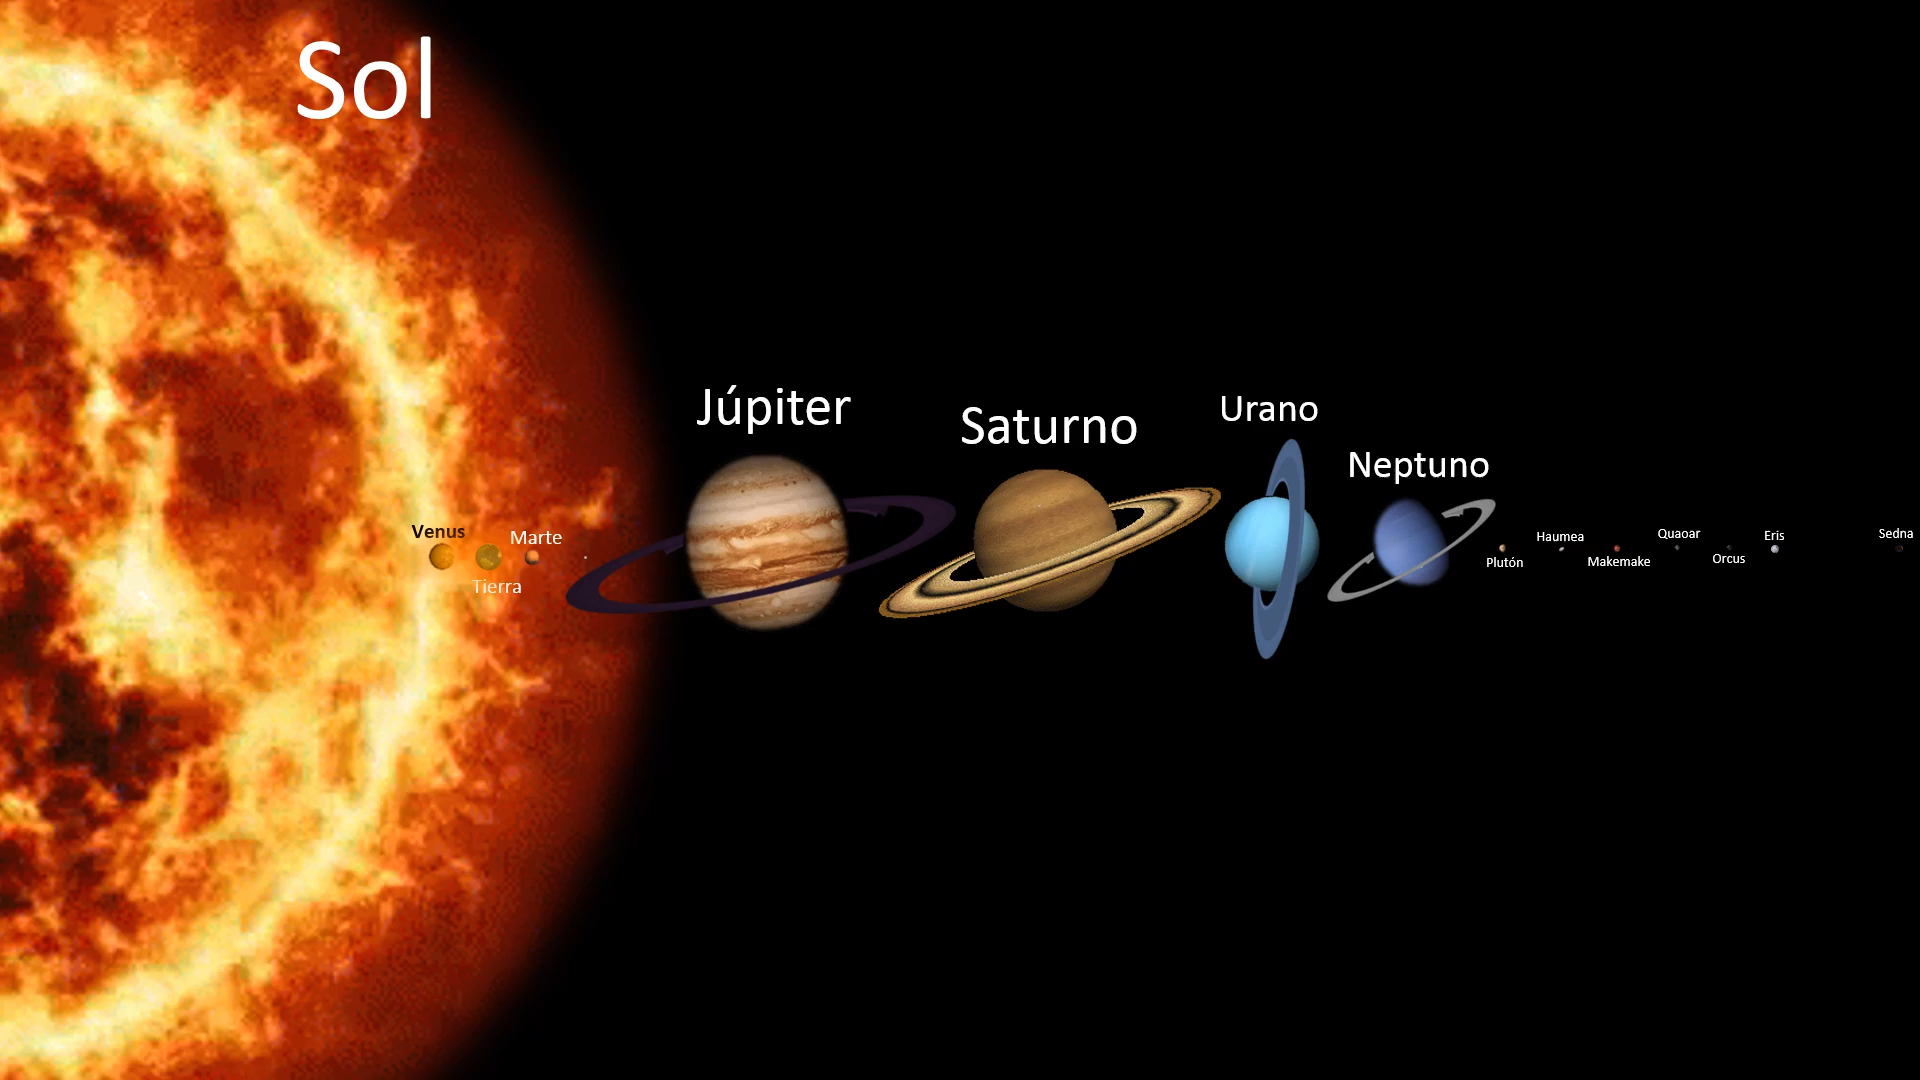 Sol
Venus
Tierra
Marte
Júpiter
Saturno
Urano
Neptuno
Plutón
Haumea
Makemake
Quaoar
Orcus
Eris
Sedna